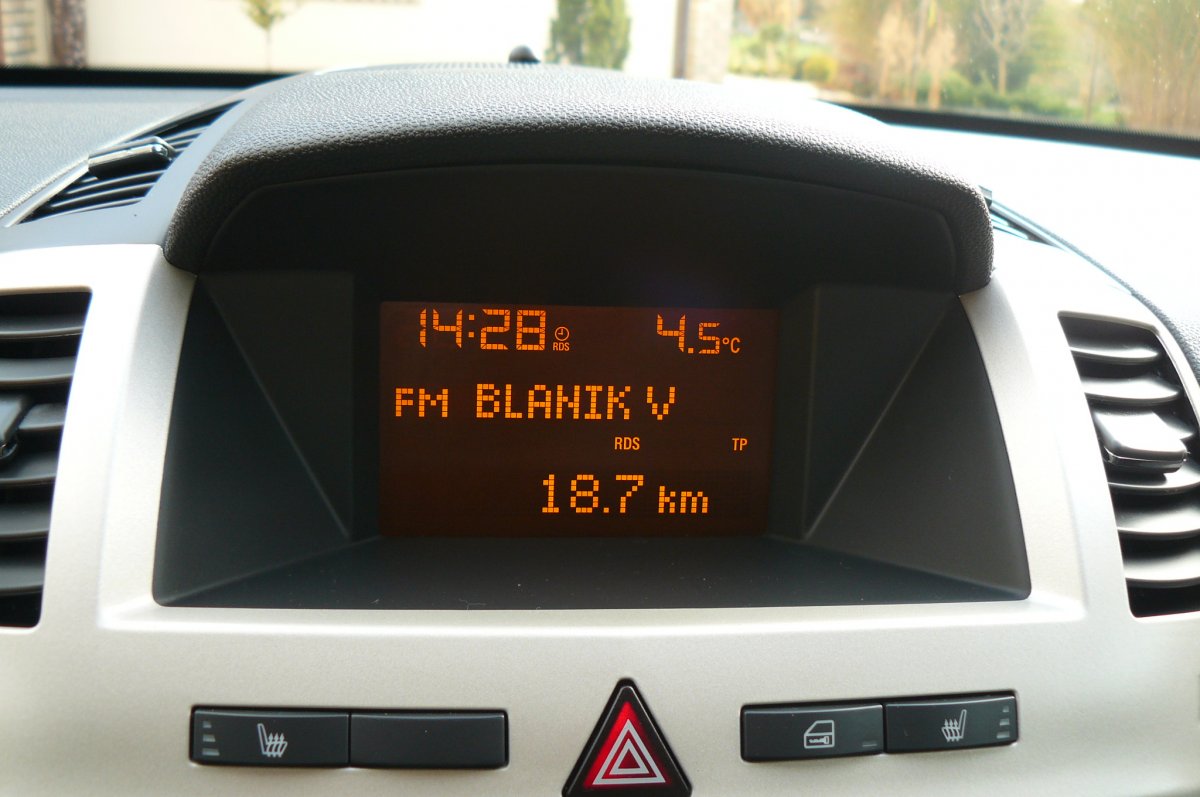 14:28 RDS 4.5°C
FM BLANIK V
RDS TP
18.7 km